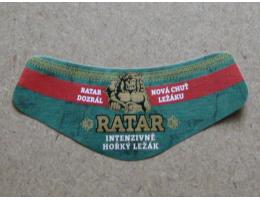 RATAR
DOZRÁL
NOVÁ CHUŤ
LEŽÁKU
RATAR
INTENZIVNĚ
HOŘKÝ LEŽÁK